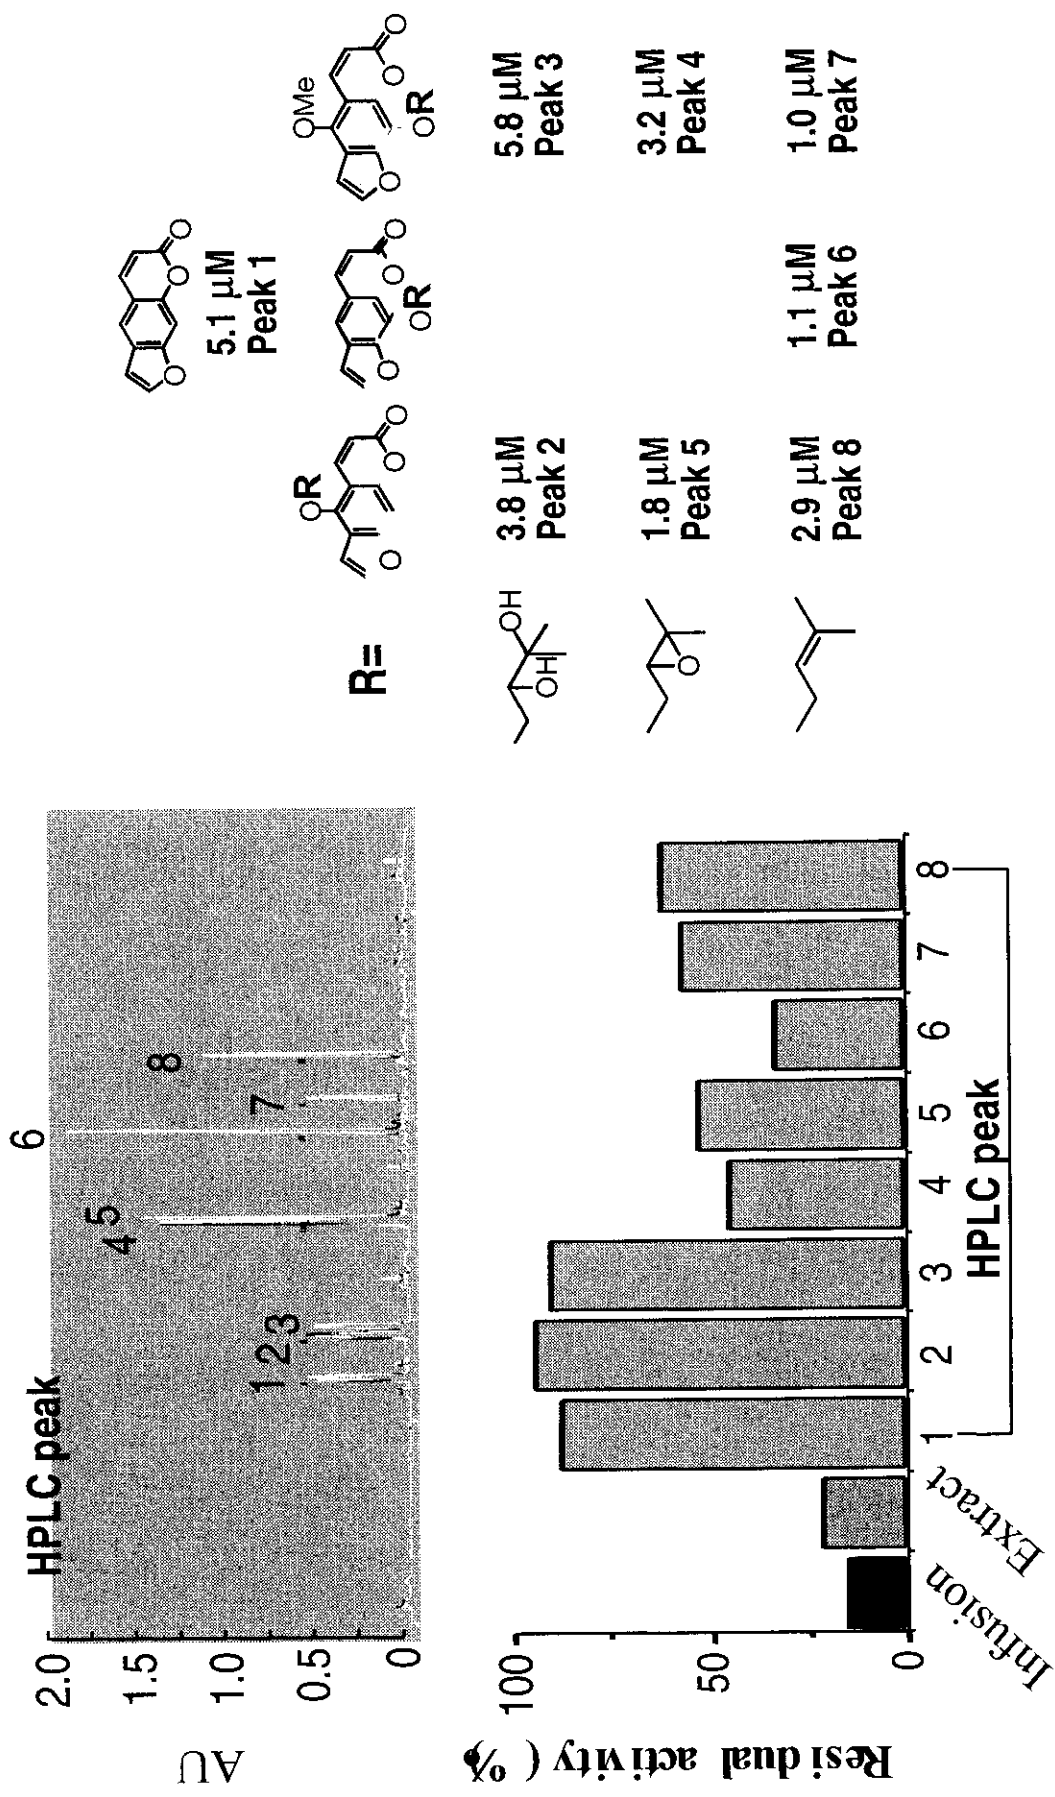 HPLC peak
6
8
4 5
7
1 2 3
2.0
1.5
1.0
0.5
0
AU
100
50
0
Residual activity (%)
Infusion
Extract
1 2 3 4 5 6 7 8
HPLC peak
O O O
5.1 µM
Peak 1
OR
O O O
O O O
OR
OMe
O O O
OR
R=
OH
OH
3.8 µM
Peak 2
5.8 µM
Peak 3
O
1.8 µM
Peak 5
3.2 µM
Peak 4
2.9 µM
Peak 8
1.1 µM
Peak 6
1.0 µM
Peak 7